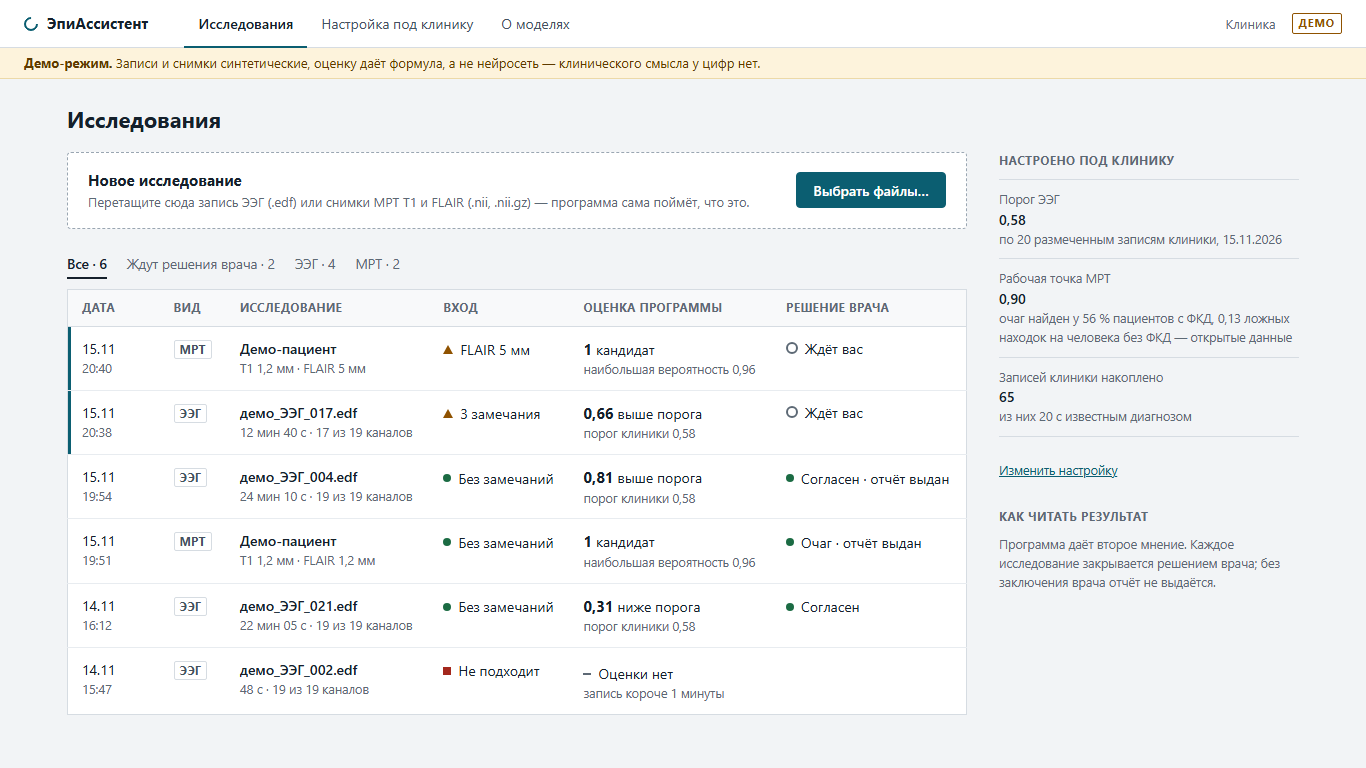 ЭпиАссистент Исследования Настройка под клинику О моделях Клиника ДЕМО
Демо-режим. Записи и снимки синтетические, оценку даёт формула, а не нейросеть — клинического смысла у цифр нет.
Исследования
Новое исследование
Перетащите сюда запись ЭЭГ (.edf) или снимки МРТ T1 и FLAIR (.nii, .nii.gz) — программа сама поймёт, что это.
Выбрать файлы...
Все · 6 Ждут решения врача · 2 ЭЭГ · 4 МРТ · 2
ДАТА ВИД ИССЛЕДОВАНИЕ ВХОД ОЦЕНКА ПРОГРАММЫ РЕШЕНИЕ ВРАЧА
15.11 МРТ Демо-пациент FLAIR 5 мм 1 кандидат Ждёт вас
20:40 T1 1,2 мм · FLAIR 5 мм наибольшая вероятность 0,96
15.11 ЭЭГ демо_ЭЭГ_017.edf 3 замечания 0,66 выше порога Ждёт вас
20:38 12 мин 40 с · 17 из 19 каналов порог клиники 0,58
15.11 ЭЭГ демо_ЭЭГ_004.edf Без замечаний 0,81 выше порога Согласен · отчёт выдан
19:54 24 мин 10 с · 19 из 19 каналов порог клиники 0,58
15.11 МРТ Демо-пациент Без замечаний 1 кандидат Очаг · отчёт выдан
19:51 T1 1,2 мм · FLAIR 1,2 мм наибольшая вероятность 0,96
14.11 ЭЭГ демо_ЭЭГ_021.edf Без замечаний 0,31 ниже порога Согласен
16:12 22 мин 05 с · 19 из 19 каналов порог клиники 0,58
14.11 ЭЭГ демо_ЭЭГ_002.edf Не подходит – Оценки нет
15:47 48 с · 19 из 19 каналов запись короче 1 минуты
НАСТРОЕНО ПОД КЛИНИКУ
Порог ЭЭГ
0,58
по 20 размеченным записям клиники, 15.11.2026
Рабочая точка МРТ
0,90
очаг найден у 56 % пациентов с ФКД, 0,13 ложных
находок на человека без ФКД — открытые данные
Записей клиники накоплено
65
из них 20 с известным диагнозом
Изменить настройку
КАК ЧИТАТЬ РЕЗУЛЬТАТ
Программа даёт второе мнение. Каждое
исследование закрывается решением врача; без
заключения врача отчёт не выдаётся.